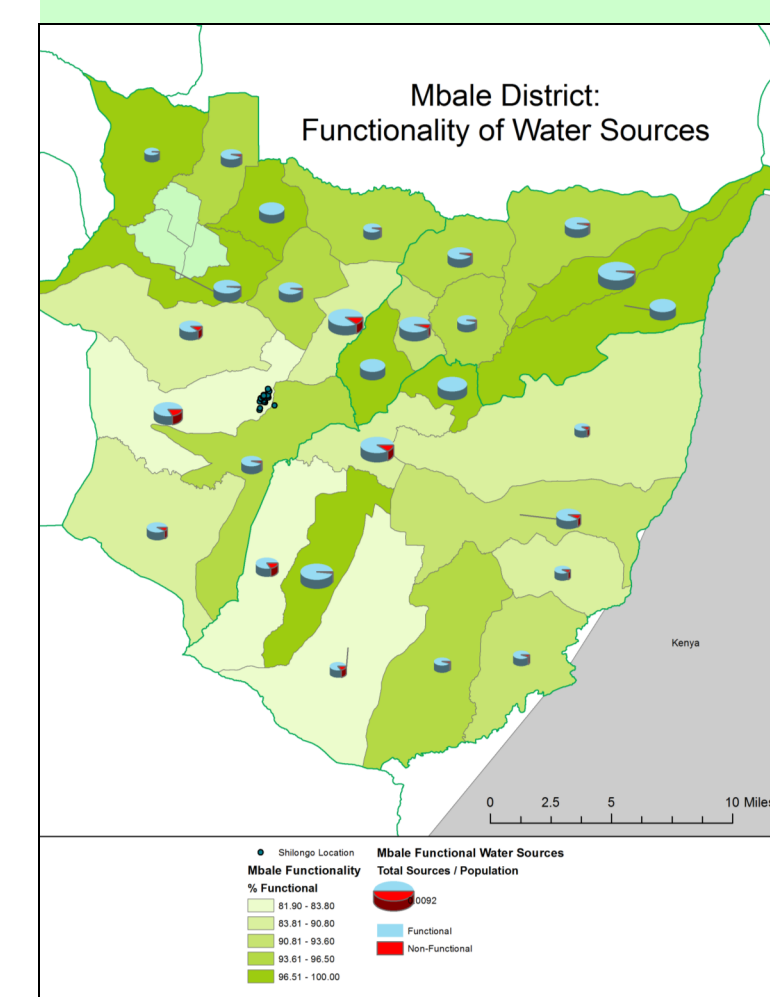 Mbale District:
Functionality of Water Sources
Kenya
0 2.5 5 10 Miles
Shilongo Location
Mbale Functionality
% Functional
81.90 - 83.80
83.81 - 90.80
90.81 - 93.60
93.61 - 96.50
96.51 - 100.00
Mbale Functional Water Sources
Total Sources / Population
0.0092
Functional
Non-Functional